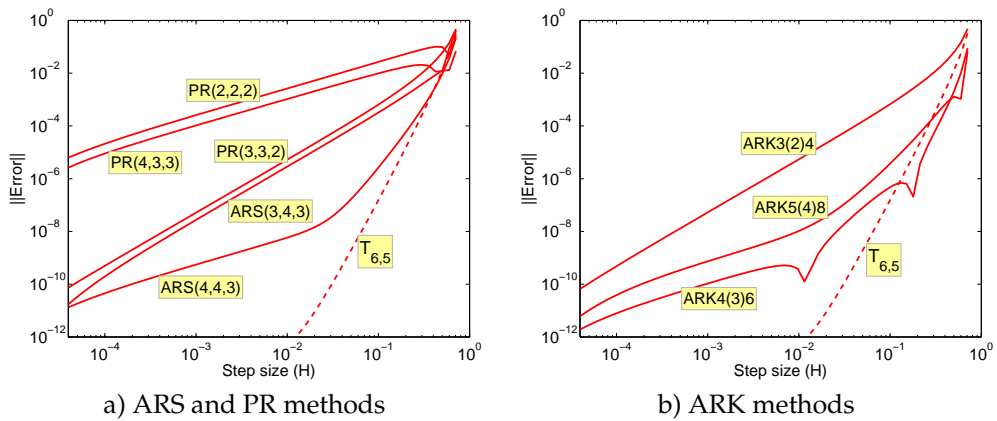 10^0
10^-2
10^-4
10^-6
10^-8
10^-10
10^-12
||Error||
PR(2,2,2)
PR(4,3,3)
PR(3,3,2)
ARS(3,4,3)
ARS(4,4,3)
T_6,5
10^-4
10^-3
10^-2
10^-1
10^0
Step size (H)
a) ARS and PR methods
10^0
10^-2
10^-4
10^-6
10^-8
10^-10
10^-12
||Error||
ARK3(2)4
ARK5(4)8
ARK4(3)6
T_6,5
10^-4
10^-3
10^-2
10^-1
10^0
Step size (H)
b) ARK methods